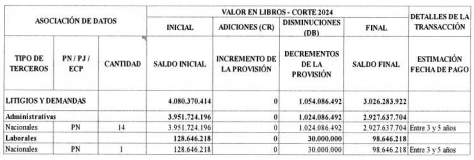 VALOR EN LIBROS - CORTE 2024
ASOCIACIÓN DE DATOS
INICIAL ADICIONES (CR) DISMINUCIONES (DB) FINAL DETALLES DE LA TRANSACCIÓN
TIPO DE TERCEROS PN / PJ / ECP CANTIDAD SALDO INICIAL INCREMENTO DE LA PROVISIÓN DECREMENTOS DE LA PROVISIÓN SALDO FINAL ESTIMACIÓN FECHA DE PAGO
LITIGIOS Y DEMANDAS 4.080.370.414 0 1.054.086.492 3.026.283.922
Administrativas 3.951.724.196 0 1.024.086.492 2.927.637.704
Nacionales PN 14 3.951.724.196 0 1.024.086.492 2.927.637.704 Entre 3 y 5 años
Laborales 128.646.218 0 30.000.000 98.646.218
Nacionales PN 1 128.646.218 0 30.000.000 98.646.218 Entre 3 y 5 años